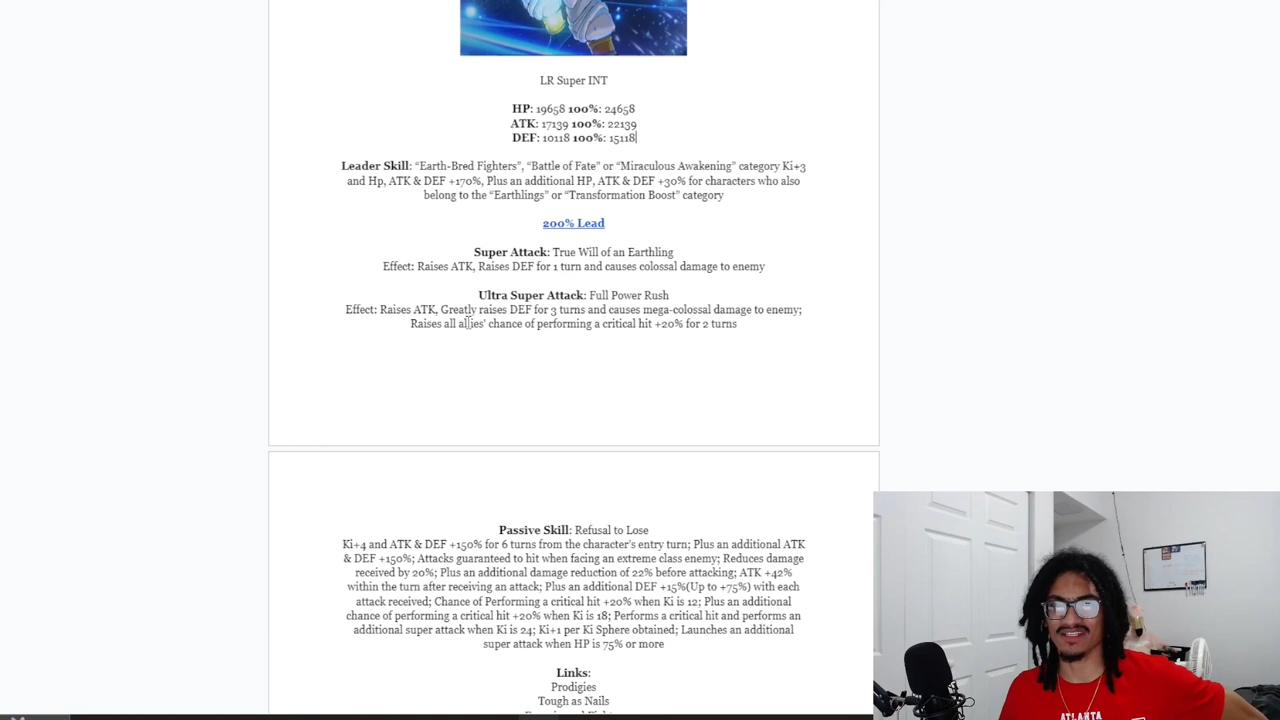 LR Super INT
HP: 19658 100%: 24658
ATK: 17139 100%: 22139
DEF: 10118 100%: 15118
Leader Skill: “Earth-Bred Fighters”, “Battle of Fate” or “Miraculous Awakening” category Ki+3
and Hp, ATK & DEF +170%, Plus an additional HP, ATK & DEF +30% for characters who also
belong to the “Earthlings” or “Transformation Boost” category
200% Lead
Super Attack: True Will of an Earthling
Effect: Raises ATK, Raises DEF for 1 turn and causes colossal damage to enemy
Ultra Super Attack: Full Power Rush
Effect: Raises ATK, Greatly raises DEF for 3 turns and causes mega-colossal damage to enemy;
Raises all allies' chance of performing a critical hit +20% for 2 turns
Passive Skill: Refusal to Lose
Ki+4 and ATK & DEF +150% for 6 turns from the character's entry turn; Plus an additional ATK
& DEF +150%; Attacks guaranteed to hit when facing an extreme class enemy; Reduces damage
received by 20%; Plus an additional damage reduction of 22% before attacking; ATK +42%
within the turn after receiving an attack; Plus an additional DEF +15%(Up to +75%) with each
attack received; Chance of Performing a critical hit +20% when Ki is 12; Plus an additional
chance of performing a critical hit +20% when Ki is 18; Performs a critical hit and performs an
additional super attack when Ki is 24; Ki+1 per Ki Sphere obtained; Launches an additional
super attack when HP is 75% or more
Links:
Prodigies
Tough as Nails
ATLANTA